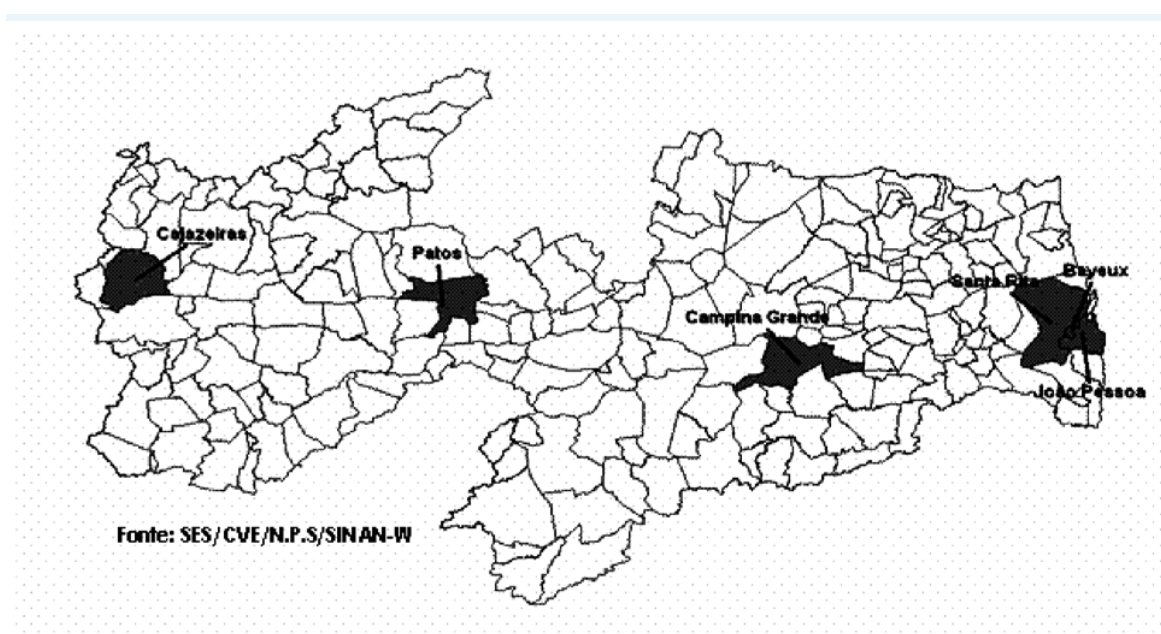 Cajazeiras
Patos
Bayeux
Santa Rita
Campina Grande
João Pessoa
Fonte: SES/CVE/N.P.S/SINAN-W